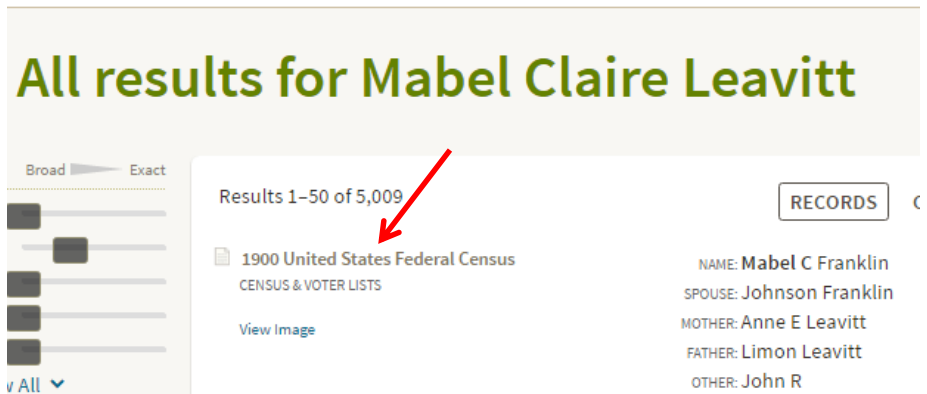 All results for Mabel Claire Leavitt
Broad Exact
Results 1–50 of 5,009
RECORDS
1900 United States Federal Census
CENSUS & VOTER LISTS
View Image
NAME: Mabel C Franklin
SPOUSE: Johnson Franklin
MOTHER: Anne E Leavitt
FATHER: Limon Leavitt
OTHER: John R
All